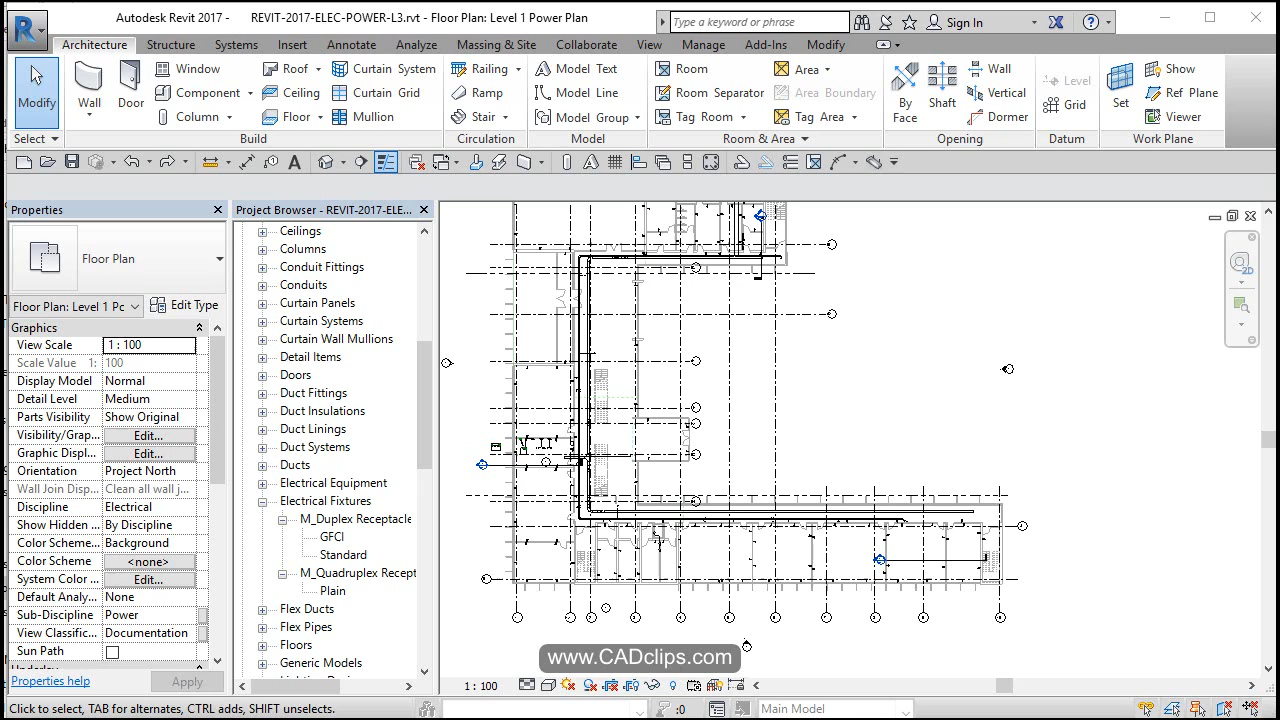 Autodesk Revit 2017 - REVIT-2017-ELEC-POWER-L3.rvt - Floor Plan: Level 1 Power Plan
Type a keyword or phrase
Sign In
Architecture Structure Systems Insert Annotate Analyze Massing & Site Collaborate View Manage Add-Ins Modify
Modify
Wall
Door
Window
Component
Column
Roof
Ceiling
Floor
Curtain System
Curtain Grid
Mullion
Railing
Ramp
Stair
Model Text
Model Line
Model Group
Room
Room Separator
Tag Room
Area
Area Boundary
Tag Area
By Face
Shaft
Wall
Vertical
Dormer
Level
Grid
Set
Show
Ref Plane
Viewer
Select Build Circulation Model Room & Area Opening Datum Work Plane
Properties
Floor Plan
Floor Plan: Level 1 Pc
Edit Type
Graphics
View Scale 1 : 100
Scale Value 1: 100
Display Model Normal
Detail Level Medium
Parts Visibility Show Original
Visibility/Grap... Edit...
Graphic Displ... Edit...
Orientation Project North
Wall Join Disp... Clean all wall j...
Discipline Electrical
Show Hidden ... By Discipline
Color Scheme... Background
Color Scheme <none>
System Color ... Edit...
Default Analy... None
Sub-Discipline Power
View Classific... Documentation
Sun Path
Underlay
Properties help
Apply
Project Browser - REVIT-2017-ELE...
Ceilings
Columns
Conduit Fittings
Conduits
Curtain Panels
Curtain Systems
Curtain Wall Mullions
Detail Items
Doors
Duct Fittings
Duct Insulations
Duct Linings
Duct Systems
Ducts
Electrical Equipment
Electrical Fixtures
M_Duplex Receptacle
GFCI
Standard
M_Quadruplex Recept
Plain
Flex Ducts
Flex Pipes
Floors
Generic Models
2D
www.CADclips.com
1 : 100
Click to select, TAB for alternates, CTRL adds, SHIFT unselects.
:0
Main Model